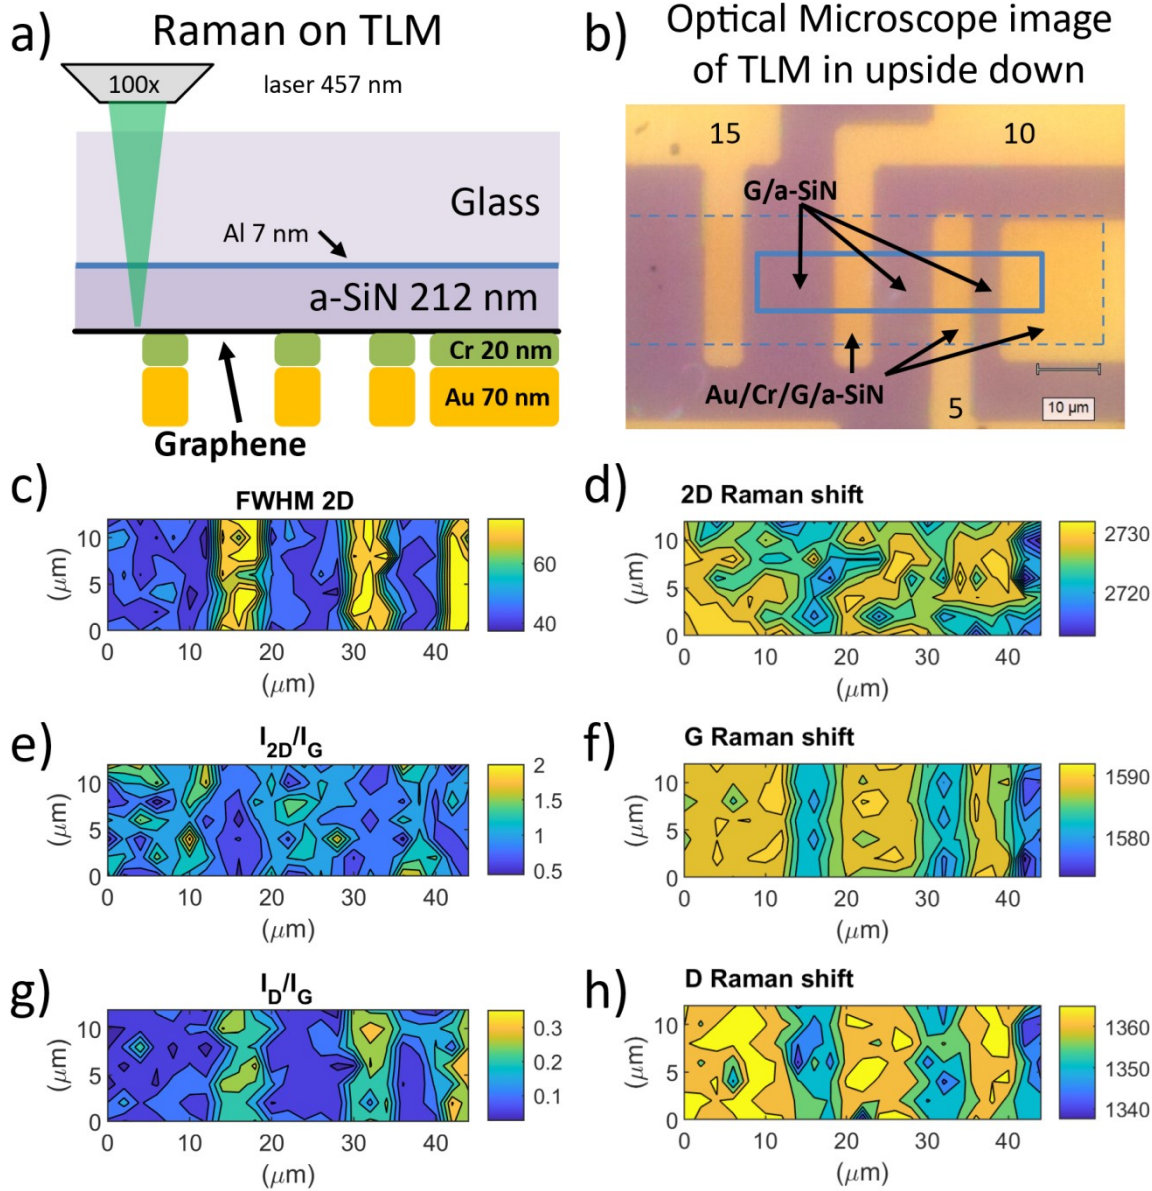 a) Raman on TLM
100x
laser 457 nm
Glass
Al 7 nm
a-SiN 212 nm
Cr 20 nm
Au 70 nm
Graphene
b) Optical Microscope image
of TLM in upside down
15
10
G/a-SiN
Au/Cr/G/a-SiN
5
10 µm
c) FWHM 2D
10
5
0
(μm)
0 10 20 30 40
(μm)
60
40
d) 2D Raman shift
10
5
0
(μm)
0 10 20 30 40
(μm)
2730
2720
e) I2D/IG
10
5
0
(μm)
0 10 20 30 40
(μm)
2
1.5
1
0.5
f) G Raman shift
10
5
0
(μm)
0 10 20 30 40
(μm)
1590
1580
g) ID/IG
10
5
0
(μm)
0 10 20 30 40
(μm)
0.3
0.2
0.1
h) D Raman shift
10
5
0
(μm)
0 10 20 30 40
(μm)
1360
1350
1340